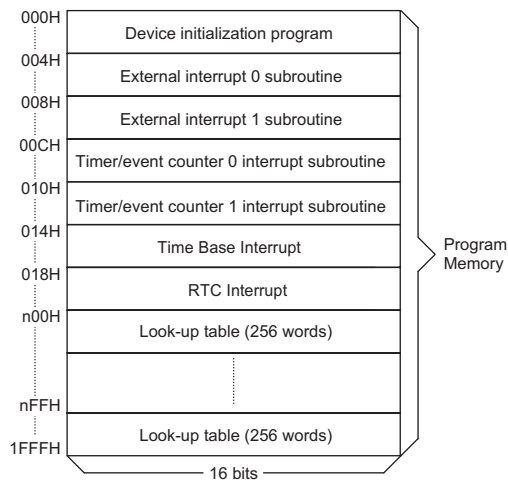 000H
Device initialization program
004H
External interrupt 0 subroutine
008H
External interrupt 1 subroutine
00CH
Timer/event counter 0 interrupt subroutine
010H
Timer/event counter 1 interrupt subroutine
014H
Time Base Interrupt
018H
RTC Interrupt
n00H
Look-up table (256 words)
nFFH
Look-up table (256 words)
1FFFH
16 bits
Program
Memory